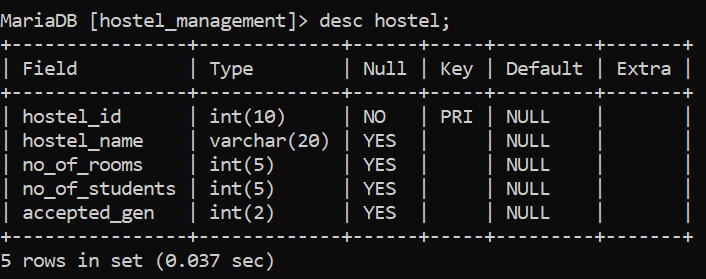 MariaDB [hostel_management]> desc hostel;
+----------------+-------------+------+-----+---------+-------+
| Field          | Type        | Null | Key | Default | Extra |
+----------------+-------------+------+-----+---------+-------+
| hostel_id      | int(10)     | NO   | PRI | NULL    |       |
| hostel_name    | varchar(20) | YES  |     | NULL    |       |
| no_of_rooms    | int(5)      | YES  |     | NULL    |       |
| no_of_students | int(5)      | YES  |     | NULL    |       |
| accepted_gen   | int(2)      | YES  |     | NULL    |       |
+----------------+-------------+------+-----+---------+-------+
5 rows in set (0.037 sec)